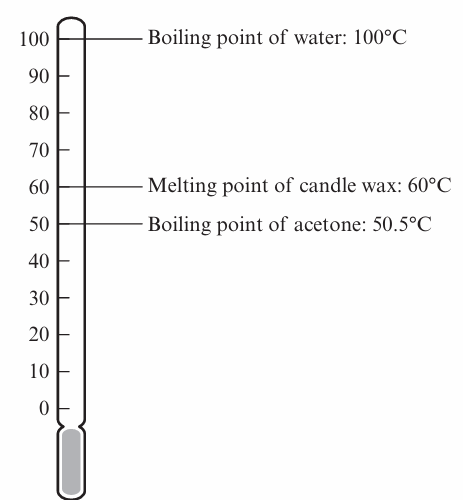 100 Boiling point of water: 100°C
90
80
70
60 Melting point of candle wax: 60°C
50 Boiling point of acetone: 50.5°C
40
30
20
10
0